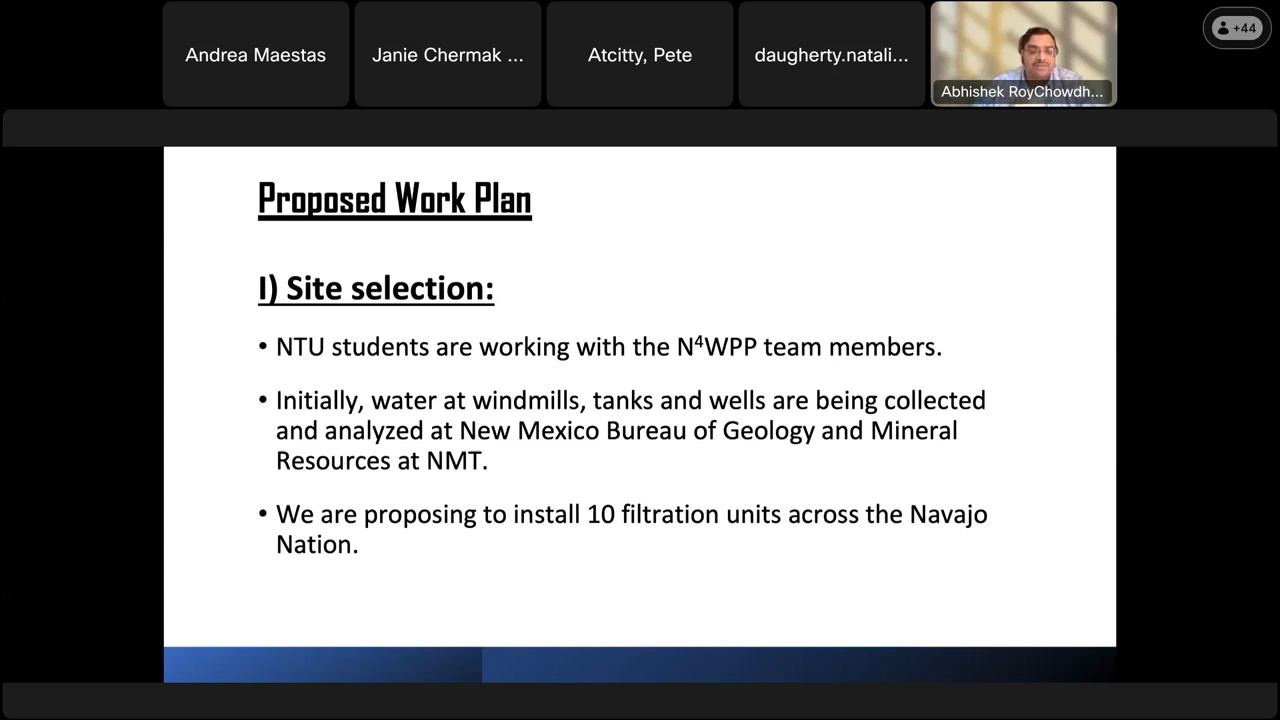 Andrea Maestas
Janie Chermak ...
Atcitty, Pete
daugherty.natali...
Abhishek RoyChowdh...
+44
Proposed Work Plan
I) Site selection:
• NTU students are working with the N⁴WPP team members.
• Initially, water at windmills, tanks and wells are being collected
and analyzed at New Mexico Bureau of Geology and Mineral
Resources at NMT.
• We are proposing to install 10 filtration units across the Navajo
Nation.